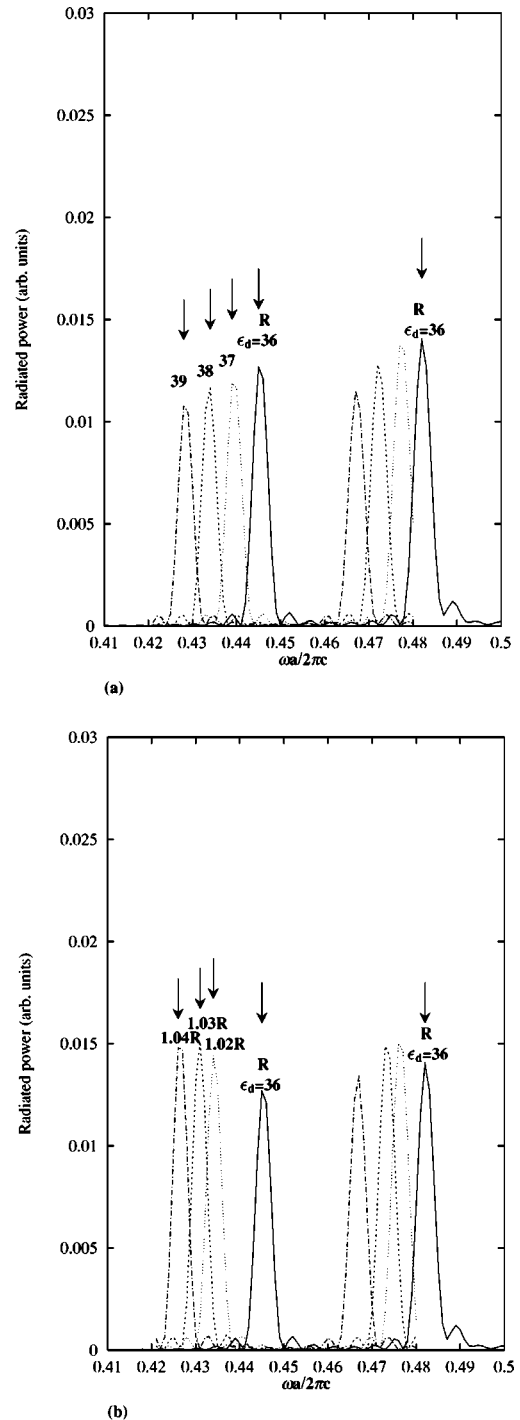 0.03
0.025
0.02
0.015
0.01
0.005
0
Radiated power (arb. units)
R
εd=36
R
εd=36
39
38
37
0.41 0.42 0.43 0.44 0.45 0.46 0.47 0.48 0.49 0.5
ωa/2πc
(a)
0.03
0.025
0.02
0.015
0.01
0.005
0
Radiated power (arb. units)
1.04R
1.03R
1.02R
R
εd=36
R
εd=36
0.41 0.42 0.43 0.44 0.45 0.46 0.47 0.48 0.49 0.5
ωa/2πc
(b)